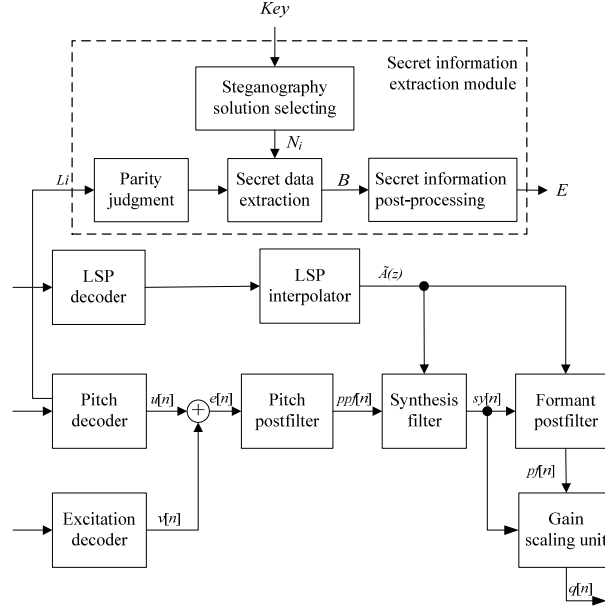 Key
Secret information
extraction module
Steganography
solution selecting
Ni
Li
Parity
judgment
Secret data
extraction
B
Secret information
post-processing
E
LSP
decoder
LSP
interpolator
Ã(z)
Pitch
decoder
u[n]
+
e[n]
Pitch
postfilter
ppf[n]
Synthesis
filter
sy[n]
Formant
postfilter
pf[n]
Excitation
decoder
v[n]
Gain
scaling unit
q[n]